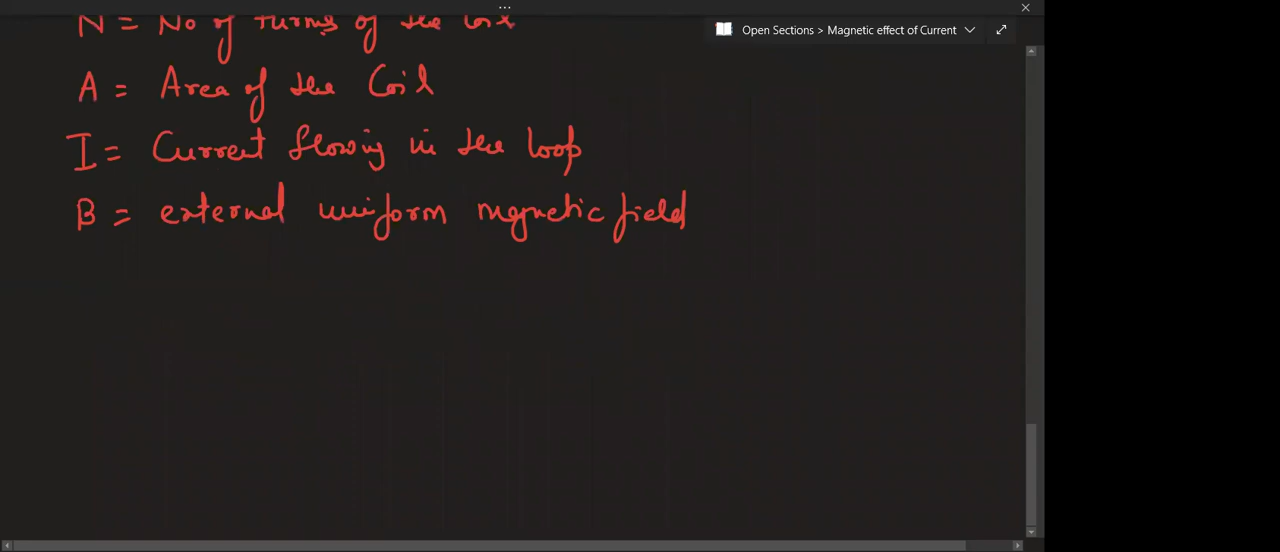 N = No of turns of the Coil
Open Sections > Magnetic effect of Current
A = Area of the Coil
I = Current flowing in the loop
B = external uniform magnetic field